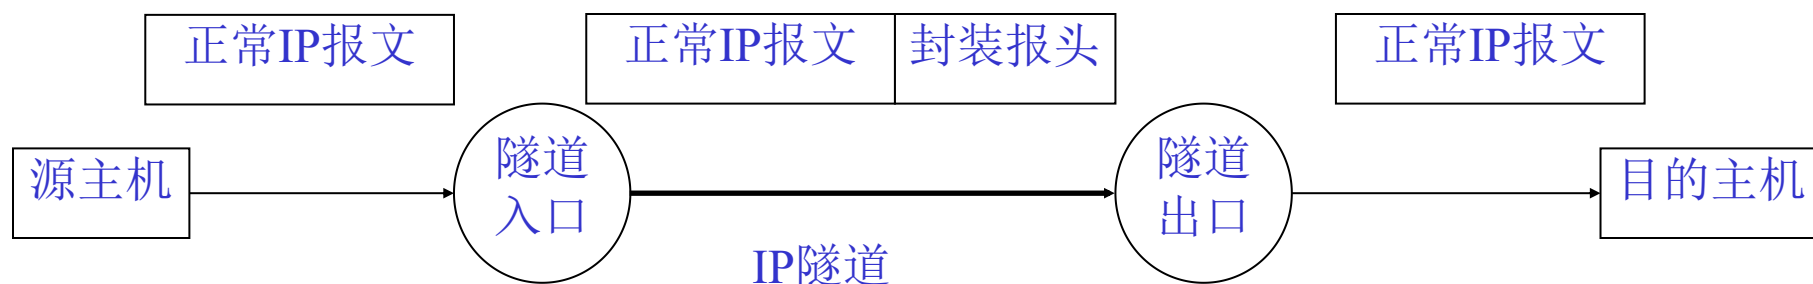 正常IP报文
正常IP报文
封装报头
正常IP报文
源主机
隧道
入口
隧道
出口
目的主机
IP隧道